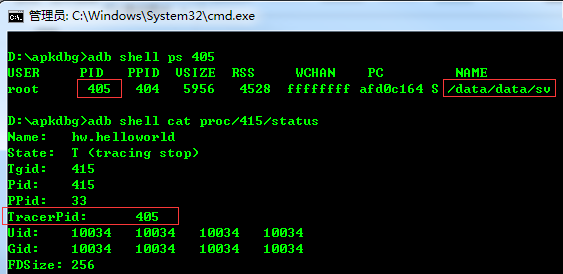 管理员: C:\Windows\System32\cmd.exe
D:\apkdbg>adb shell ps 405
USER PID PPID VSIZE RSS WCHAN PC NAME
root 405 404 5956 4528 ffffffff afd0c164 S /data/data/sv
D:\apkdbg>adb shell cat proc/415/status
Name: hw.helloworld
State: T (tracing stop)
Tgid: 415
Pid: 415
PPid: 33
TracerPid: 405
Uid: 10034 10034 10034 10034
Gid: 10034 10034 10034 10034
FDSize: 256